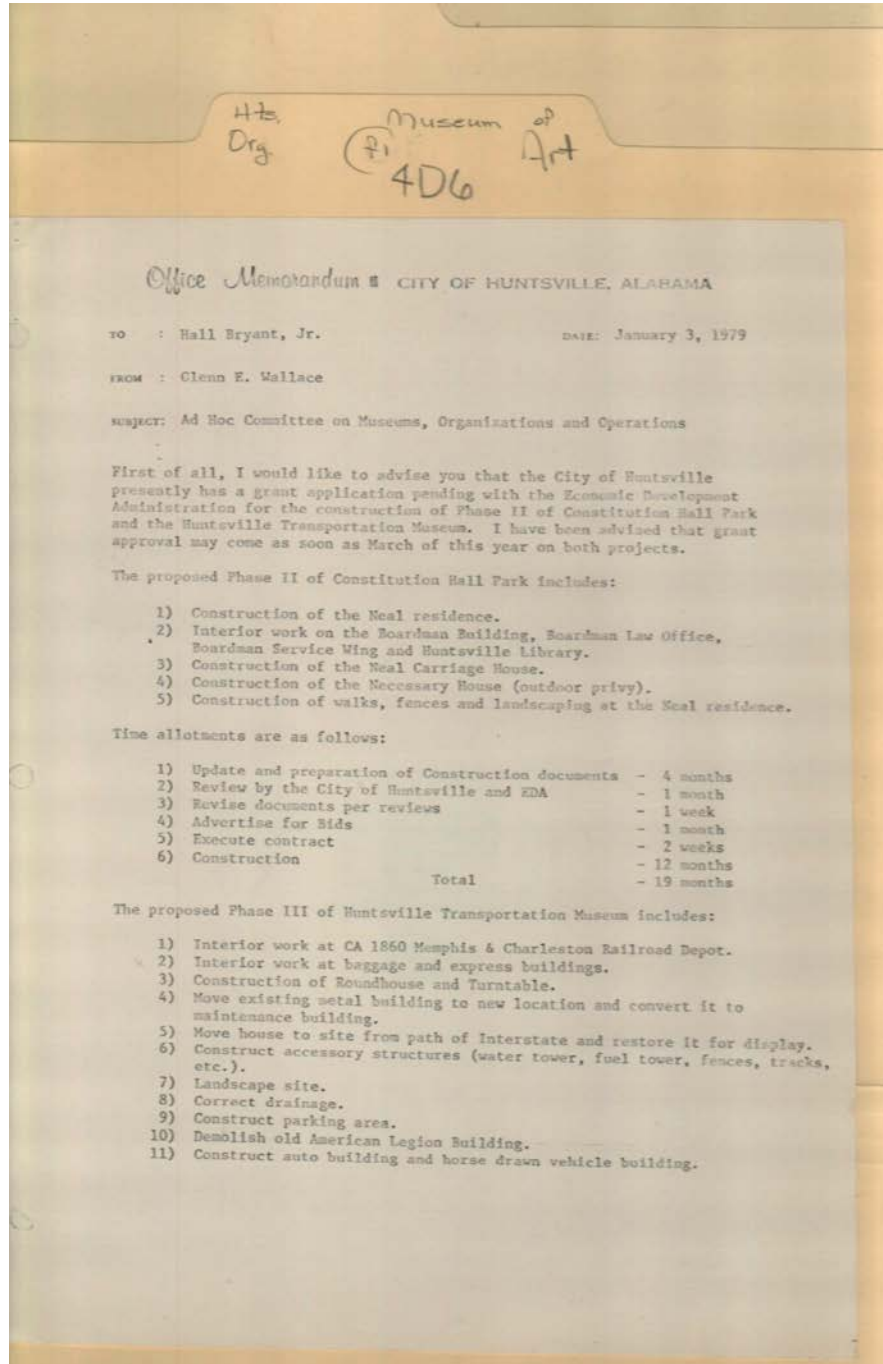 Hts. Museum of
Org. Art
4D6
Office Memorandum CITY OF HUNTSVILLE, ALABAMA
TO : Hall Bryant, Jr. DATE: January 3, 1979
FROM : Glenn E. Wallace
SUBJECT: Ad Hoc Committee on Museums, Organizations and Operations
First of all, I would like to advise you that the City of Huntsville
presently has a grant application pending with the Economic Development
Administration for the construction of Phase II of Constitution Hall Park
and the Huntsville Transportation Museum. I have been advised that grant
approval may come as soon as March of this year on both projects.
The proposed Phase II of Constitution Hall Park includes:
1) Construction of the Neal residence.
2) Interior work on the Boardman Building, Boardman Law Office,
Boardman Service Wing and Huntsville Library.
3) Construction of the Neal Carriage House.
4) Construction of the Necessary House (outdoor privy).
5) Construction of walks, fences and landscaping at the Neal residence.
Time allotments are as follows:
1) Update and preparation of Construction documents - 4 months
2) Review by the City of Huntsville and EDA - 1 month
3) Revise documents per reviews - 1 week
4) Advertise for Bids - 1 month
5) Execute contract - 2 weeks
6) Construction - 12 months
Total - 19 months
The proposed Phase III of Huntsville Transportation Museum includes:
1) Interior work at CA 1860 Memphis & Charleston Railroad Depot.
2) Interior work at baggage and express buildings.
3) Construction of Roundhouse and Turntable.
4) Move existing metal building to new location and convert it to
maintenance building.
5) Move house to site from path of Interstate and restore it for display.
6) Construct accessory structures (water tower, fuel tower, fences, tracks,
etc.).
7) Landscape site.
8) Correct drainage.
9) Construct parking area.
10) Demolish old American Legion Building.
11) Construct auto building and horse drawn vehicle building.